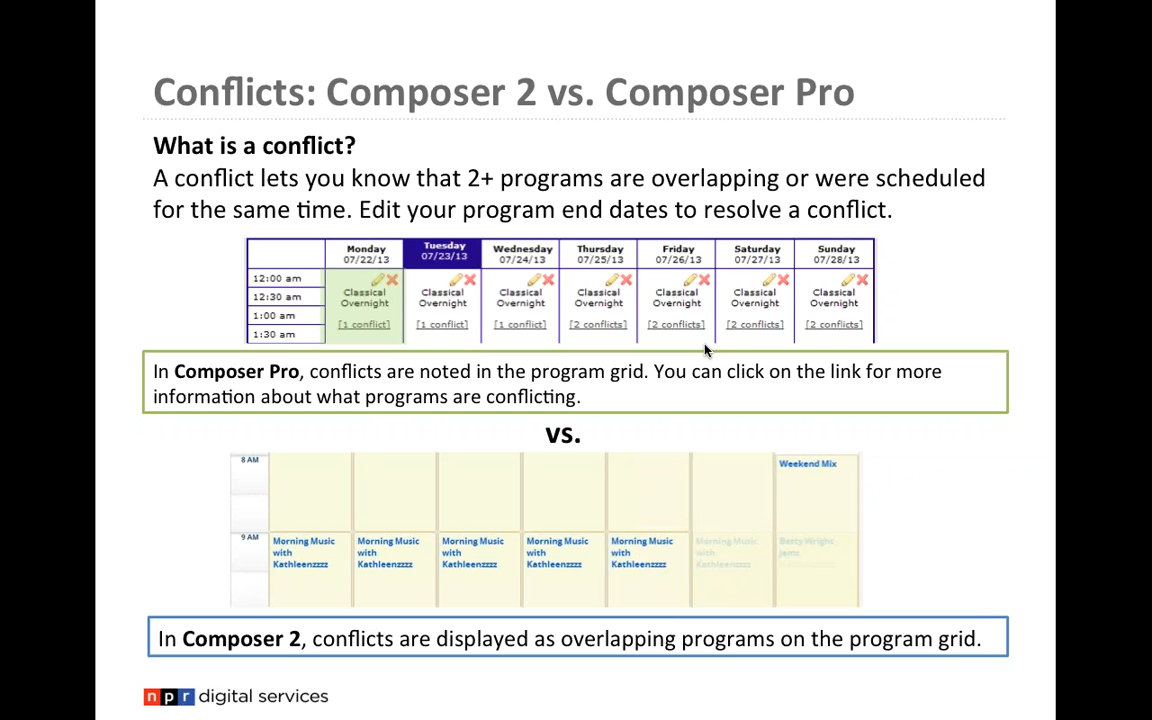 Conflicts: Composer 2 vs. Composer Pro
What is a conflict?
A conflict lets you know that 2+ programs are overlapping or were scheduled
for the same time. Edit your program end dates to resolve a conflict.
Monday Tuesday Wednesday Thursday Friday Saturday Sunday
07/22/13 07/23/13 07/24/13 07/25/13 07/26/13 07/27/13 07/28/13
12:00 am
12:30 am Classical Classical Classical Classical Classical Classical Classical
Overnight Overnight Overnight Overnight Overnight Overnight Overnight
1:00 am [1 conflict] [1 conflict] [1 conflict] [2 conflicts] [2 conflicts] [2 conflicts] [2 conflicts]
1:30 am
In Composer Pro, conflicts are noted in the program grid. You can click on the link for more
information about what programs are conflicting.
vs.
8 AM Weekend Mix
9 AM Morning Music Morning Music Morning Music Morning Music Morning Music Morning Music Berry Wright
with with with with with with Jams
Kathleenzzzz Kathleenzzzz Kathleenzzzz Kathleenzzzz Kathleenzzzz Kathleenzzzz
In Composer 2, conflicts are displayed as overlapping programs on the program grid.
npr digital services